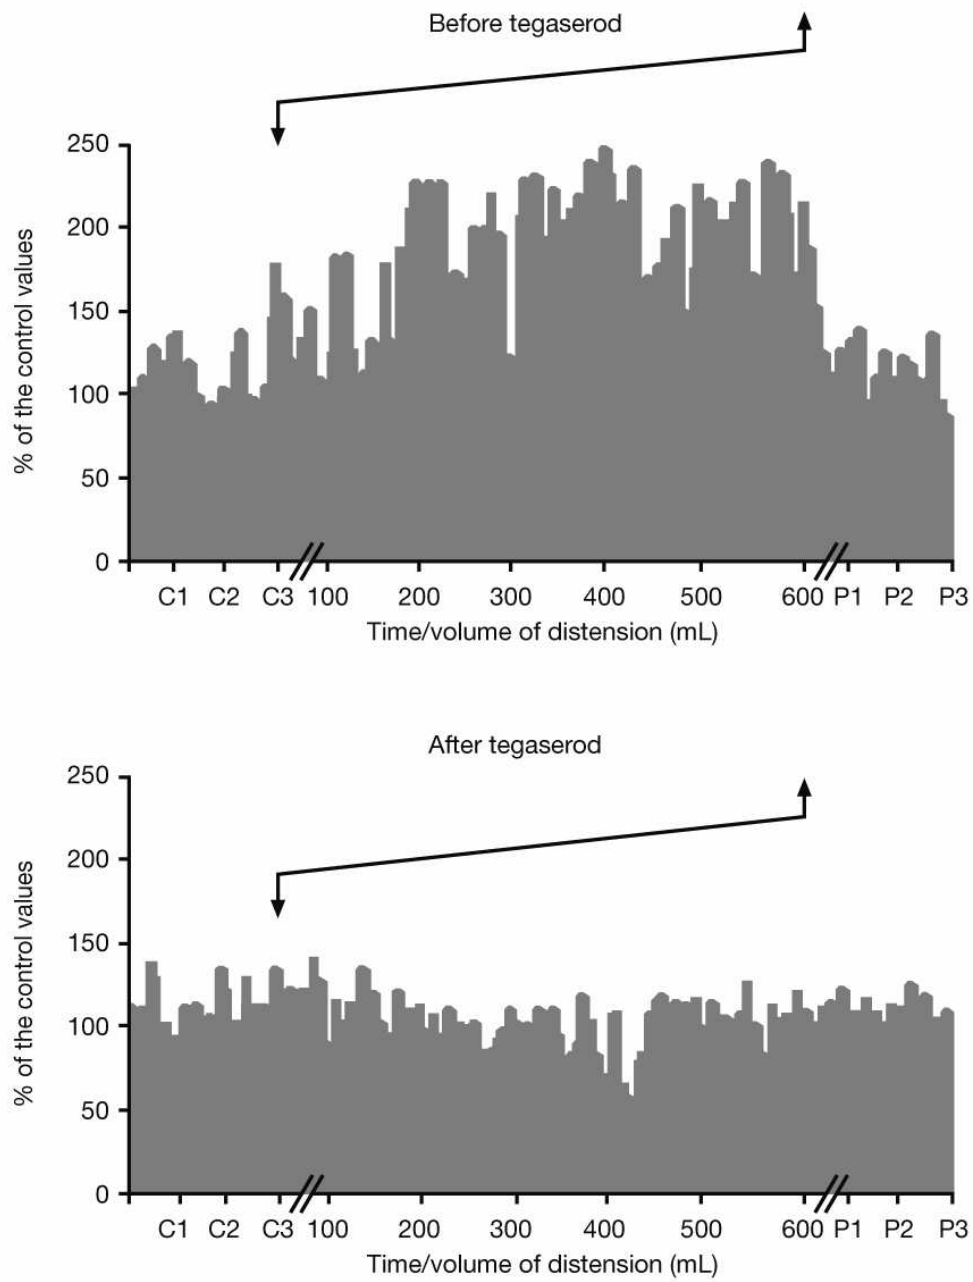 Before tegaserod
250
200
150
100
50
0
% of the control values
C1 C2 C3 100 200 300 400 500 600 P1 P2 P3
Time/volume of distension (mL)
After tegaserod
250
200
150
100
50
0
% of the control values
C1 C2 C3 100 200 300 400 500 600 P1 P2 P3
Time/volume of distension (mL)